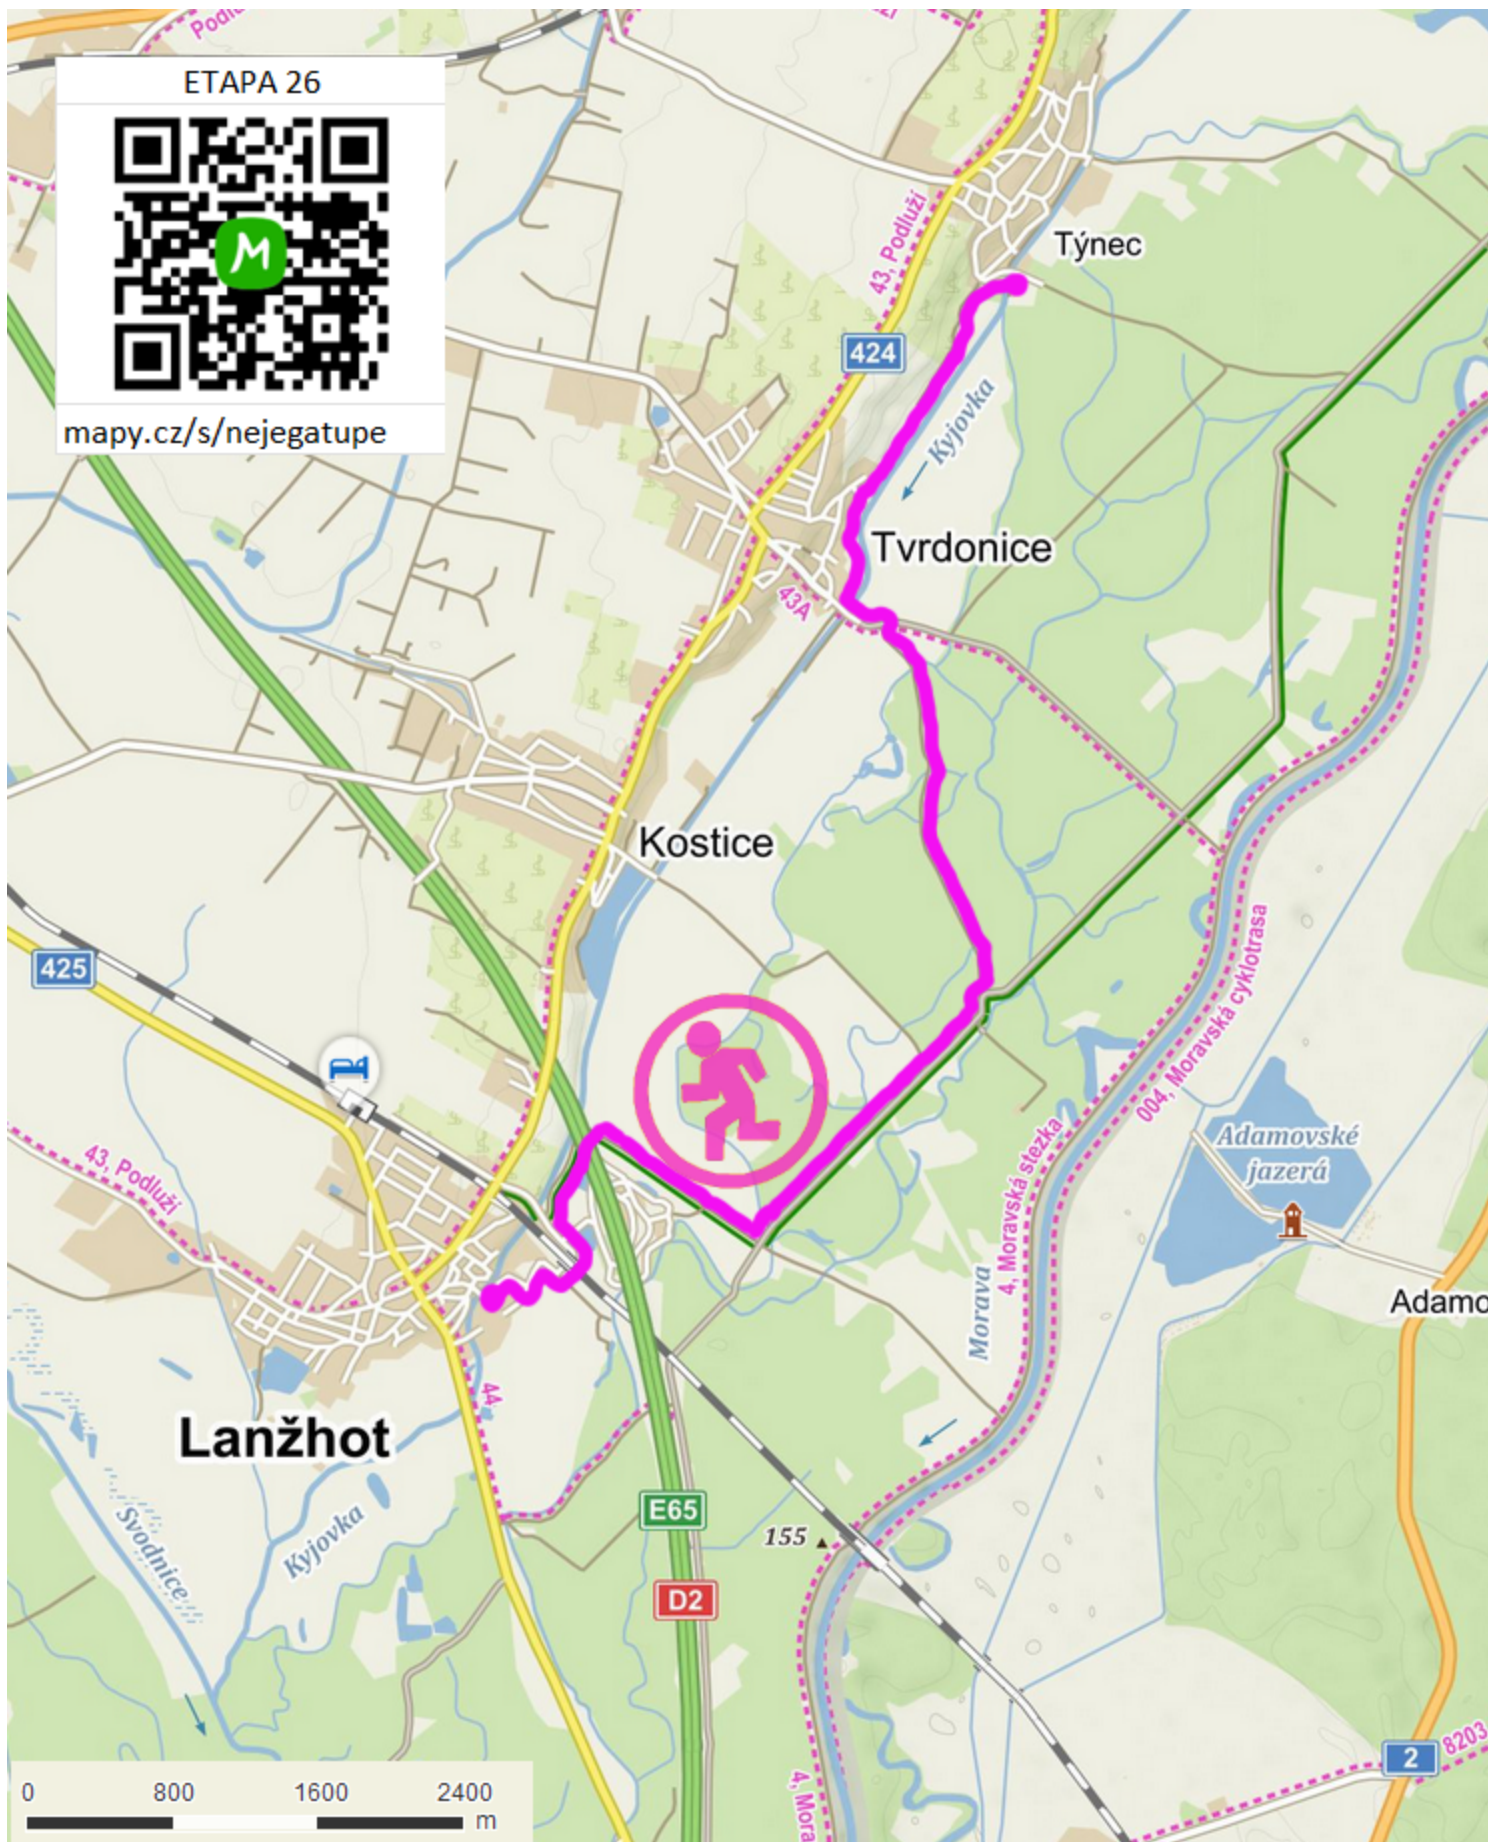 Podlu
ží
ETAPA 26
mapy.cz/s/nejegatupe
Týnec
43, Podluží
424
Kyjovka
Tvrdonice
43A
Kostice
425
004, Moravská cyklotrasa
4, Moravská stezka
Adamovské
jazerá
43, Podluží
Morava
Adamo
44
Lanžhot
E65
Svodnice
Kyjovka
155
D2
2
8203
4, Mora
0 800 1600 2400
m